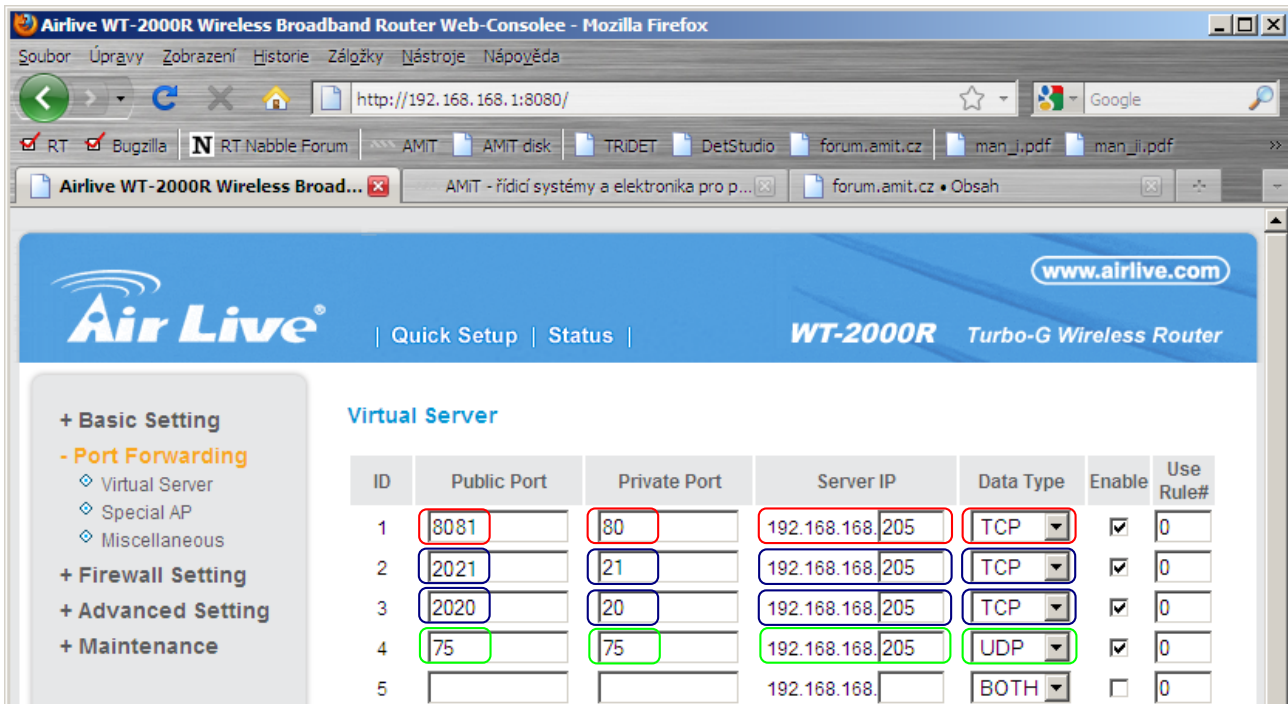 Airlive WT-2000R Wireless Broadband Router Web-Consolee - Mozilla Firefox
Soubor Úpravy Zobrazení Historie Záložky Nástroje Nápověda
http://192.168.168.1:8080/ Google
RT Bugzilla N RT Nabble Forum AMIT AMiT disk TRiDET DetStudio forum.amit.cz man_i.pdf man_ii.pdf »
Airlive WT-2000R Wireless Broad... AMiT - řídicí systémy a elektronika pro p... forum.amit.cz • Obsah
www.airlive.com
Air Live®
| Quick Setup | Status | WT-2000R Turbo-G Wireless Router
+ Basic Setting
- Port Forwarding
Virtual Server
Special AP
Miscellaneous
+ Firewall Setting
+ Advanced Setting
+ Maintenance
Virtual Server
ID Public Port Private Port Server IP Data Type Enable Use Rule#
1 8081 80 192.168.168.205 TCP 0
2 2021 21 192.168.168.205 TCP 0
3 2020 20 192.168.168.205 TCP 0
4 75 75 192.168.168.205 UDP 0
5 192.168.168. BOTH 0